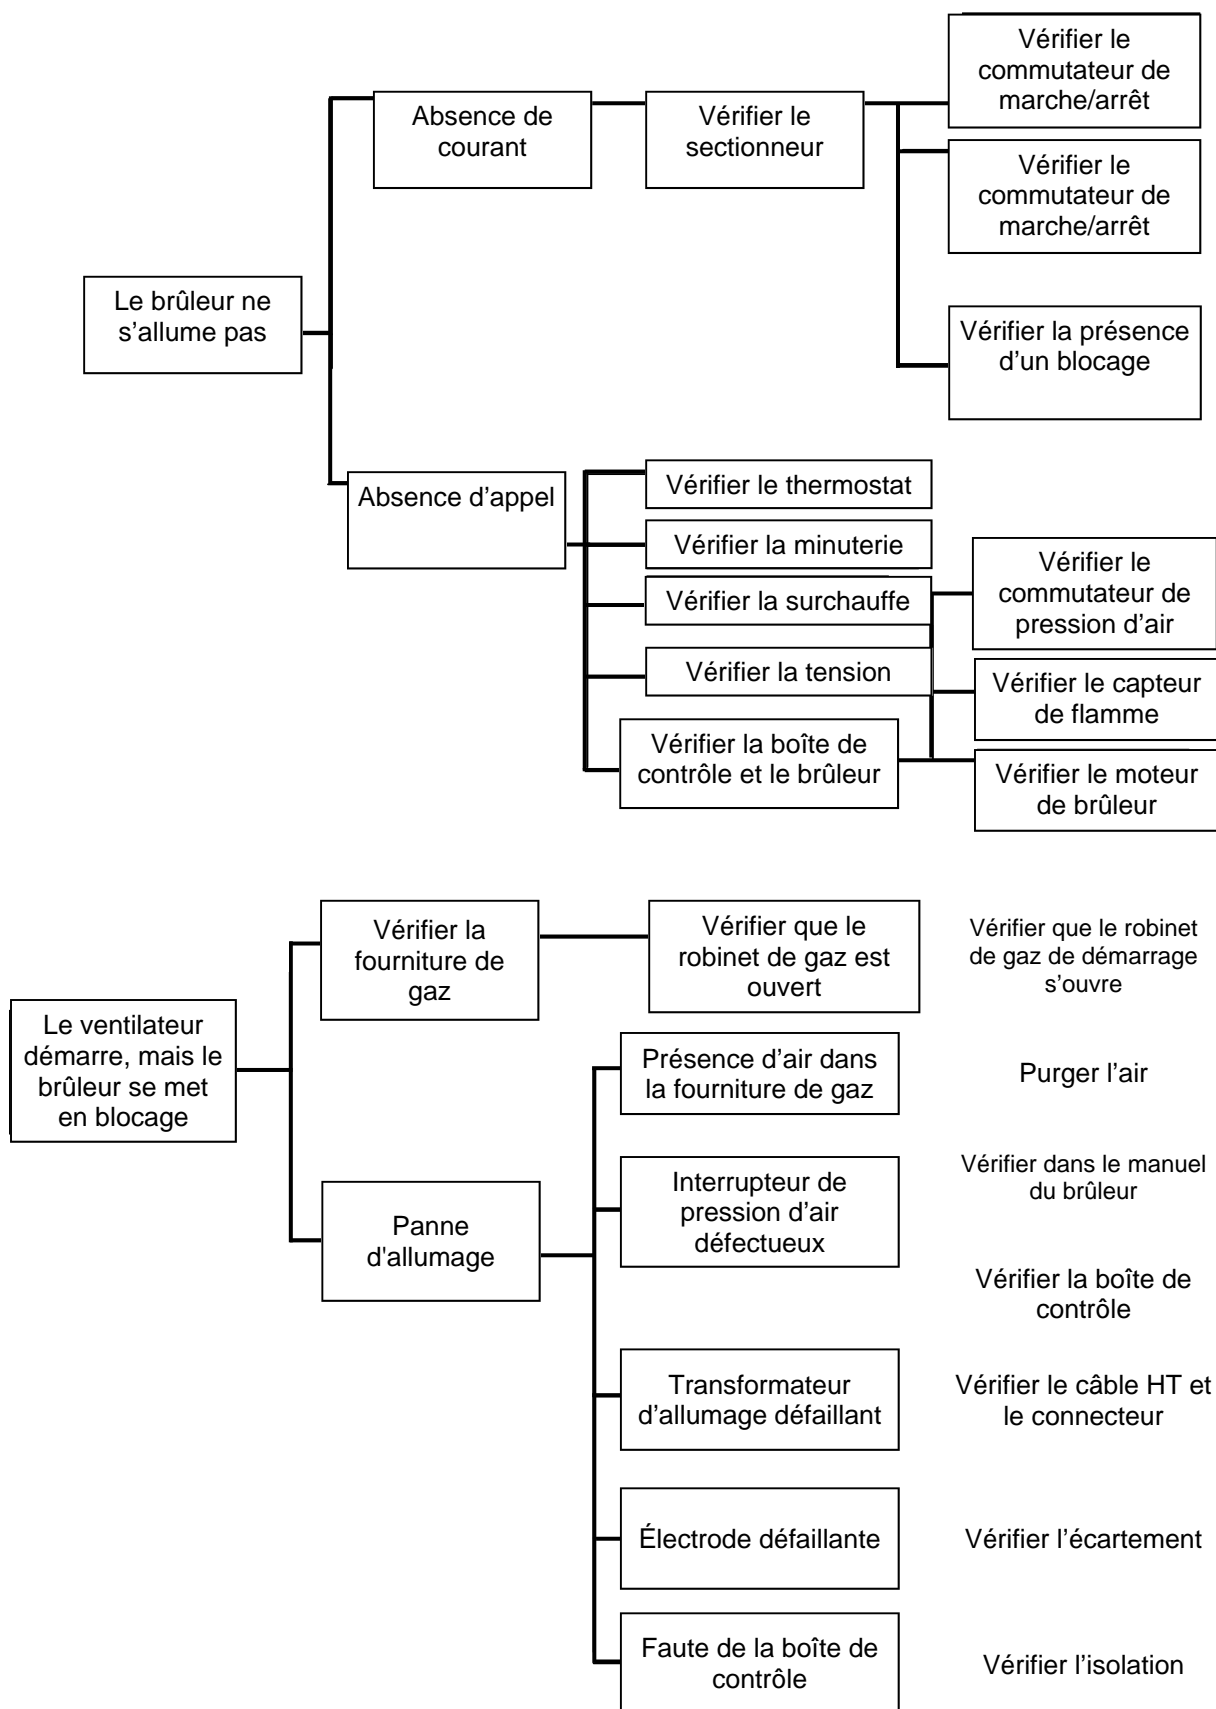 Vérifier le
commutateur de
marche/arrêt
Absence de
courant
Vérifier le
sectionneur
Vérifier le
commutateur de
marche/arrêt
Le brûleur ne
s’allume pas
Vérifier la présence
d’un blocage
Absence d’appel
Vérifier le thermostat
Vérifier la minuterie
Vérifier la surchauffe
Vérifier la tension
Vérifier la boîte de
contrôle et le brûleur
Vérifier le
commutateur de
pression d’air
Vérifier le capteur
de flamme
Vérifier le moteur
de brûleur
Le ventilateur
démarre, mais le
brûleur se met
en blocage
Vérifier la
fourniture de
gaz
Vérifier que le
robinet de gaz est
ouvert
Vérifier que le robinet
de gaz de démarrage
s’ouvre
Panne
d'allumage
Présence d’air dans
la fourniture de gaz
Purger l’air
Interrupteur de
pression d’air
défectueux
Vérifier dans le manuel
du brûleur
Vérifier la boîte de
contrôle
Transformateur
d’allumage défaillant
Vérifier le câble HT et
le connecteur
Électrode défaillante
Vérifier l’écartement
Faute de la boîte de
contrôle
Vérifier l’isolation